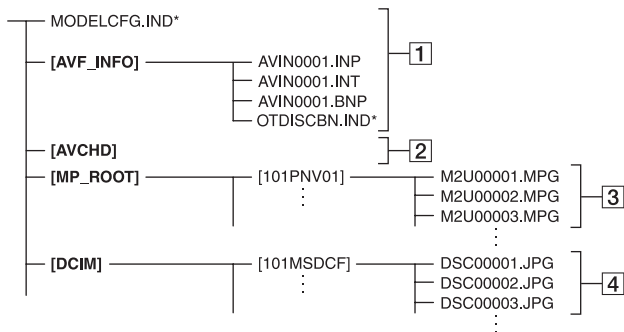 MODELCFG.IND*
[AVF_INFO] AVIN0001.INP
AVIN0001.INT
AVIN0001.BNP
OTDISCBN.IND*
1
[AVCHD] 2
[MP_ROOT] [101PNV01] M2U00001.MPG
M2U00002.MPG
M2U00003.MPG
3
[DCIM] [101MSDCF] DSC00001.JPG
DSC00002.JPG
DSC00003.JPG
4